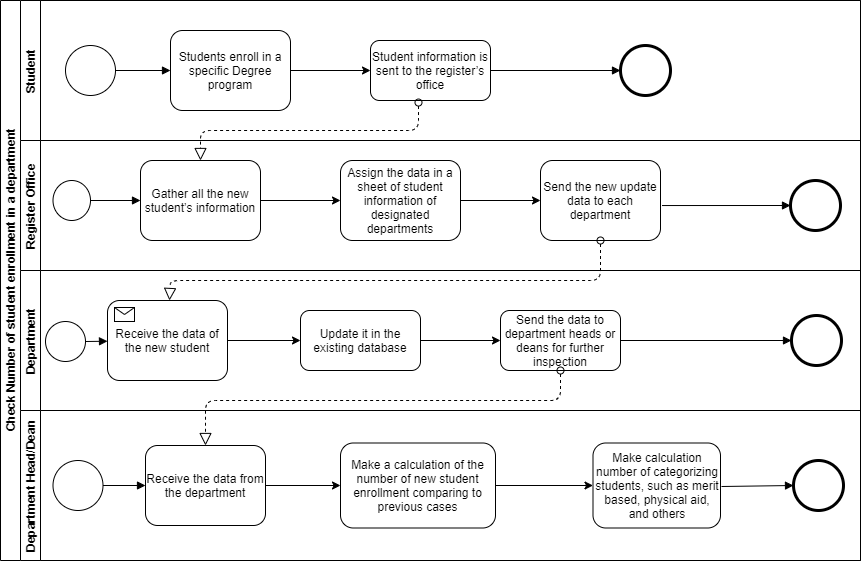 Check Number of student enrollment in a department
Student
Students enroll in a
specific Degree
program
Student information is
sent to the register's
office
Register Office
Gather all the new
student's information
Assign the data in a
sheet of student
information of
designated
departments
Send the new update
data to each
department
Department
Receive the data of
the new student
Update it in the
existing database
Send the data to
department heads or
deans for further
inspection
Department Head/Dean
Receive the data from
the department
Make a calculation of the
number of new student
enrollment comparing to
previous cases
Make calculation
number of categorizing
students, such as merit
based, physical aid,
and others